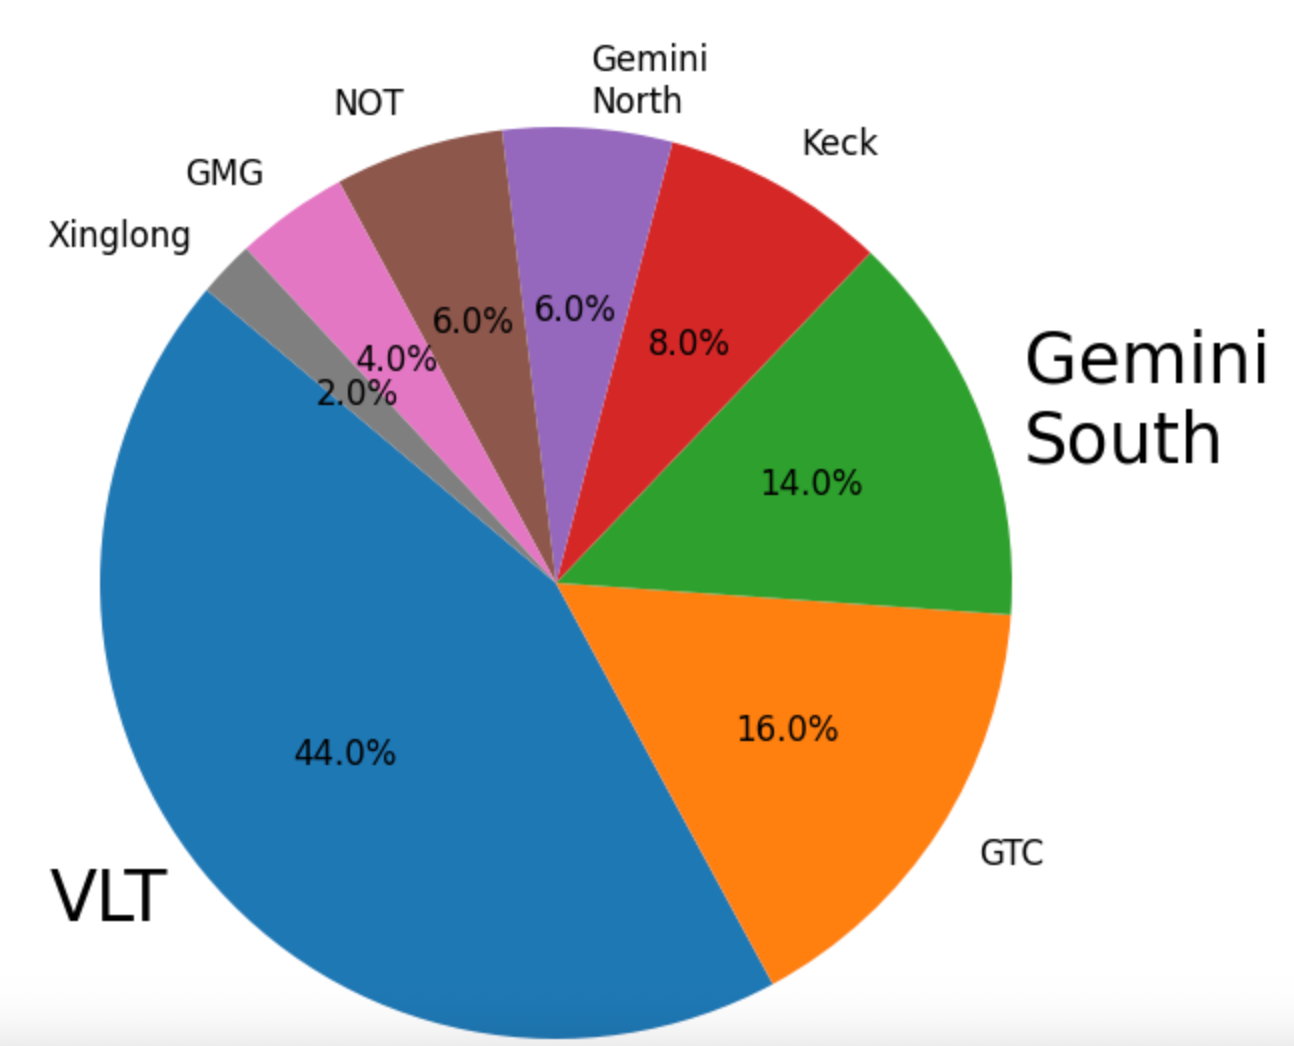 Gemini
North
NOT
Keck
GMG
Xinglong
6.0%
6.0%
8.0%
4.0%
2.0%
Gemini
South
14.0%
16.0%
44.0%
GTC
VLT